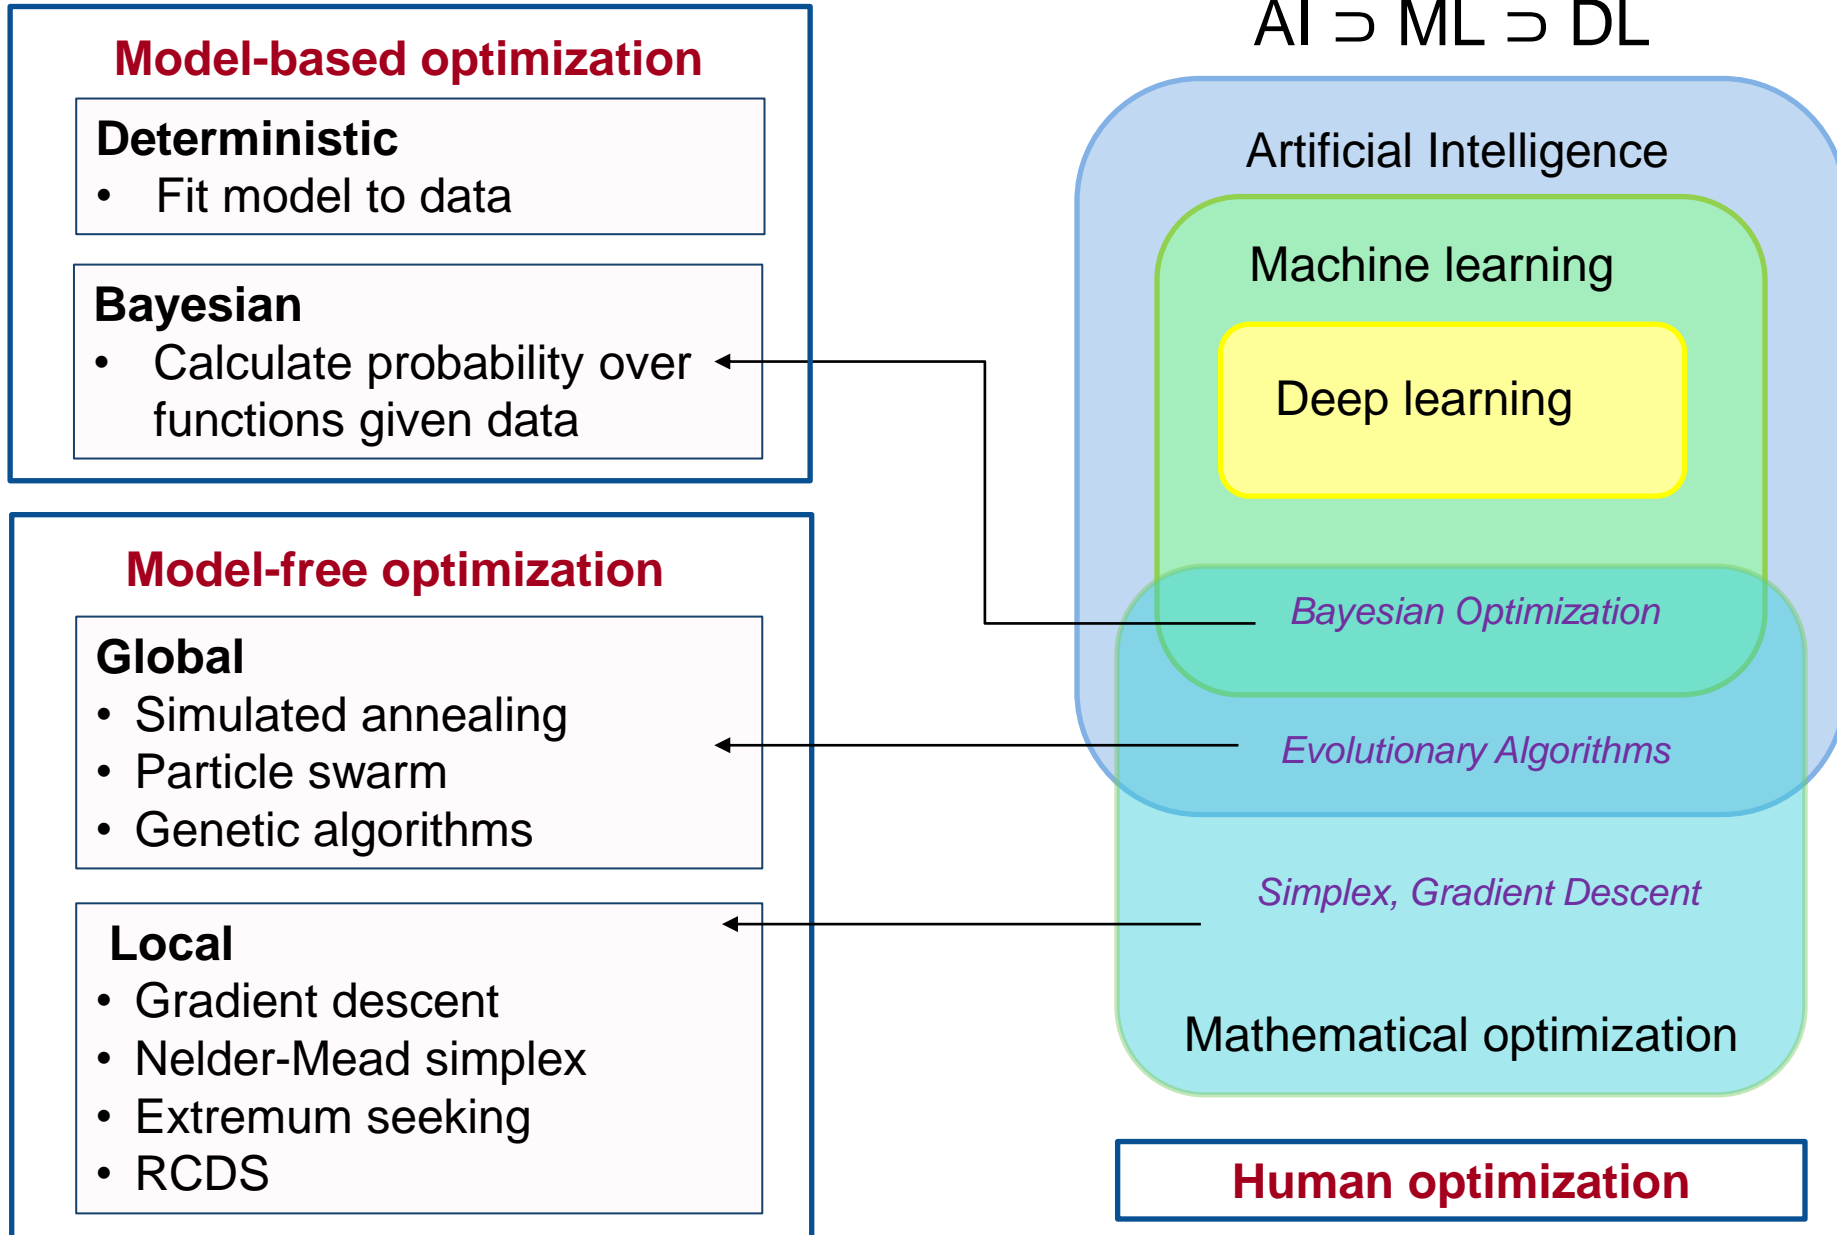 Model-based optimization
Deterministic
• Fit model to data
Bayesian
• Calculate probability over
functions given data
Model-free optimization
Global
• Simulated annealing
• Particle swarm
• Genetic algorithms
Local
• Gradient descent
• Nelder-Mead simplex
• Extremum seeking
• RCDS
AI ⊃ ML ⊃ DL
Artificial Intelligence
Machine learning
Deep learning
Bayesian Optimization
Evolutionary Algorithms
Simplex, Gradient Descent
Mathematical optimization
Human optimization